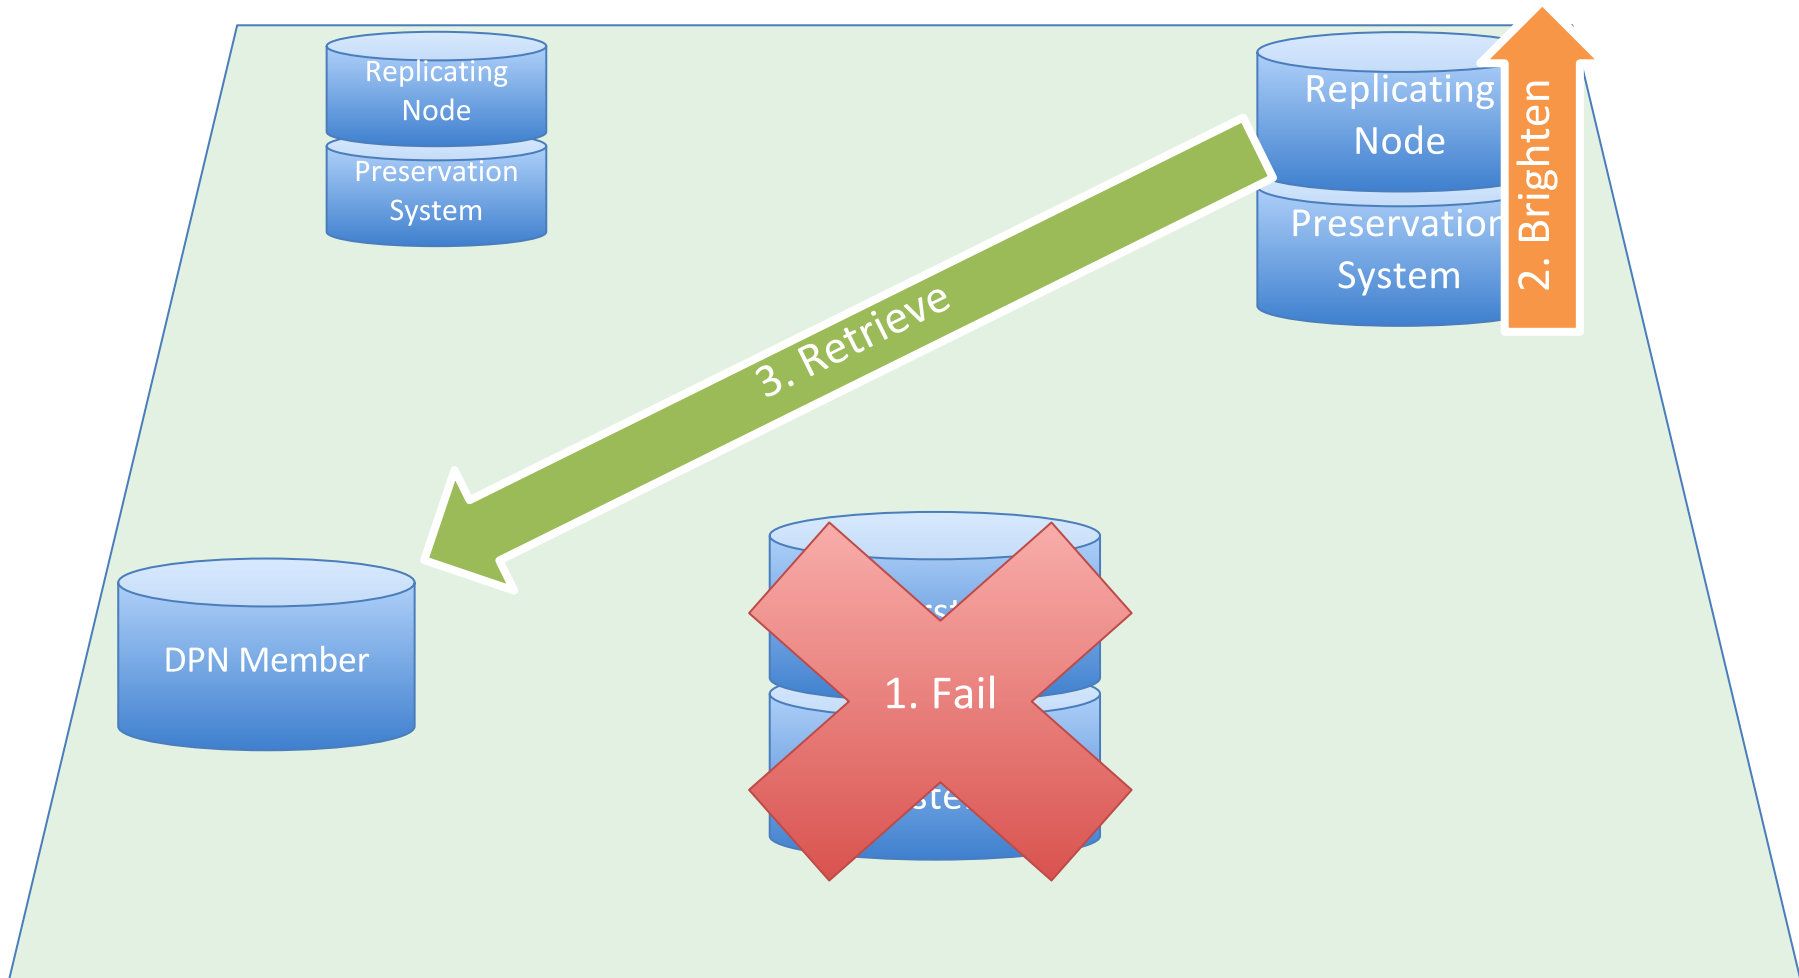 Replicating
Node
Preservation
System
Replicating
Node
Preservation
System
2. Brighten
3. Retrieve
DPN Member
1. Fail